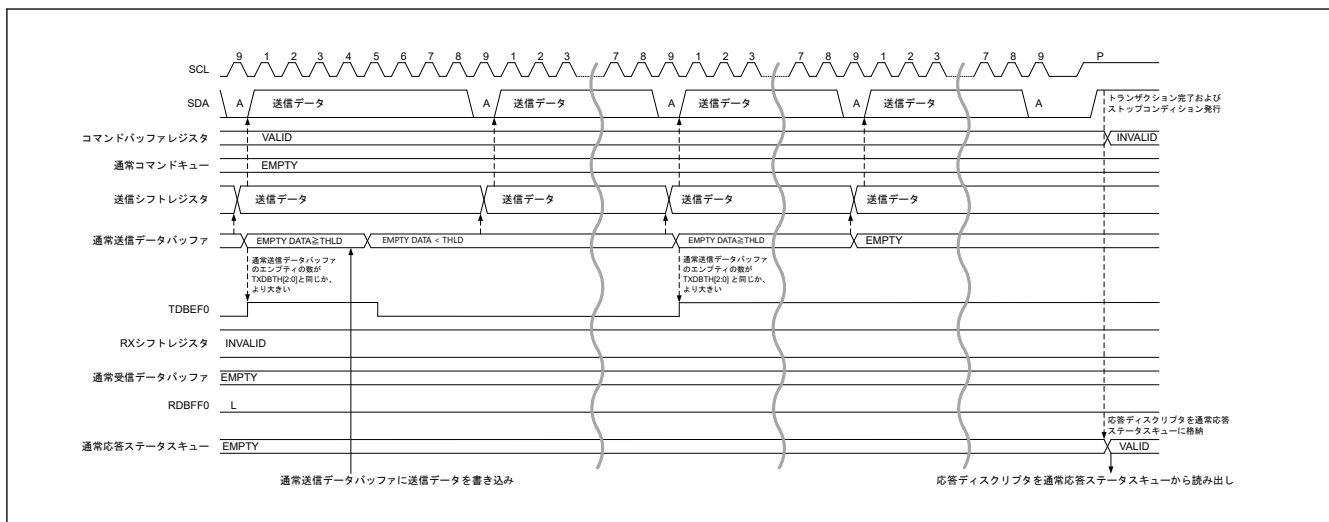 SCL 9 1 2 3 4 5 6 7 8 9 1 2 3 7 8 9 1 2 3 7 8 9 1 2 3 7 8 9 P
SDA A 送信データ A 送信データ A 送信データ A 送信データ A
トランザクション完了および
ストップコンディション発行
コマンドバッファレジスタ VALID INVALID
通常コマンドキュー EMPTY
送信シフトレジスタ 送信データ 送信データ 送信データ 送信データ
通常送信データバッファ EMPTY DATA≧THLD EMPTY DATA < THLD EMPTY DATA≧THLD EMPTY
通常送信データバッファ
のエンプティの数が
TXDBTH[2:0] と同じか、
より大きい
通常送信データバッファ
のエンプティの数が
TXDBTH[2:0] と同じか、
より大きい
TDBEF0
RXシフトレジスタ INVALID
通常受信データバッファ EMPTY
RDBFF0 L
応答ディスクリプタを通常応答
ステータスキューに格納
通常応答ステータスキュー EMPTY VALID
通常送信データバッファに送信データを書き込み
応答ディスクリプタを通常応答ステータスキューから読み出し